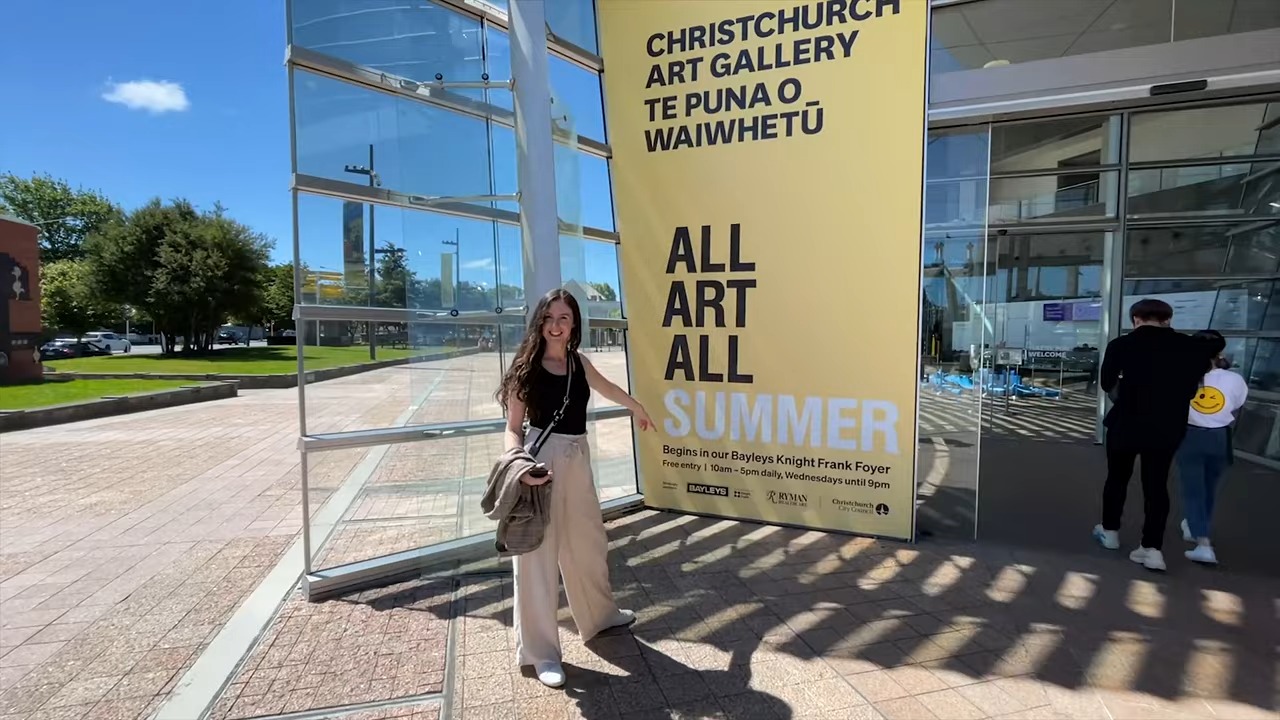 CHRISTCHURCH
ART GALLERY
TE PUNA O
WAIWHETŪ
ALL
ART
ALL
SUMMER
Begins in our Bayleys Knight Frank Foyer
Free entry | 10am – 5pm daily, Wednesdays until 9pm
BAYLEYS
RYMAN
HEALTHCARE
Christchurch
City Council
WELCOME